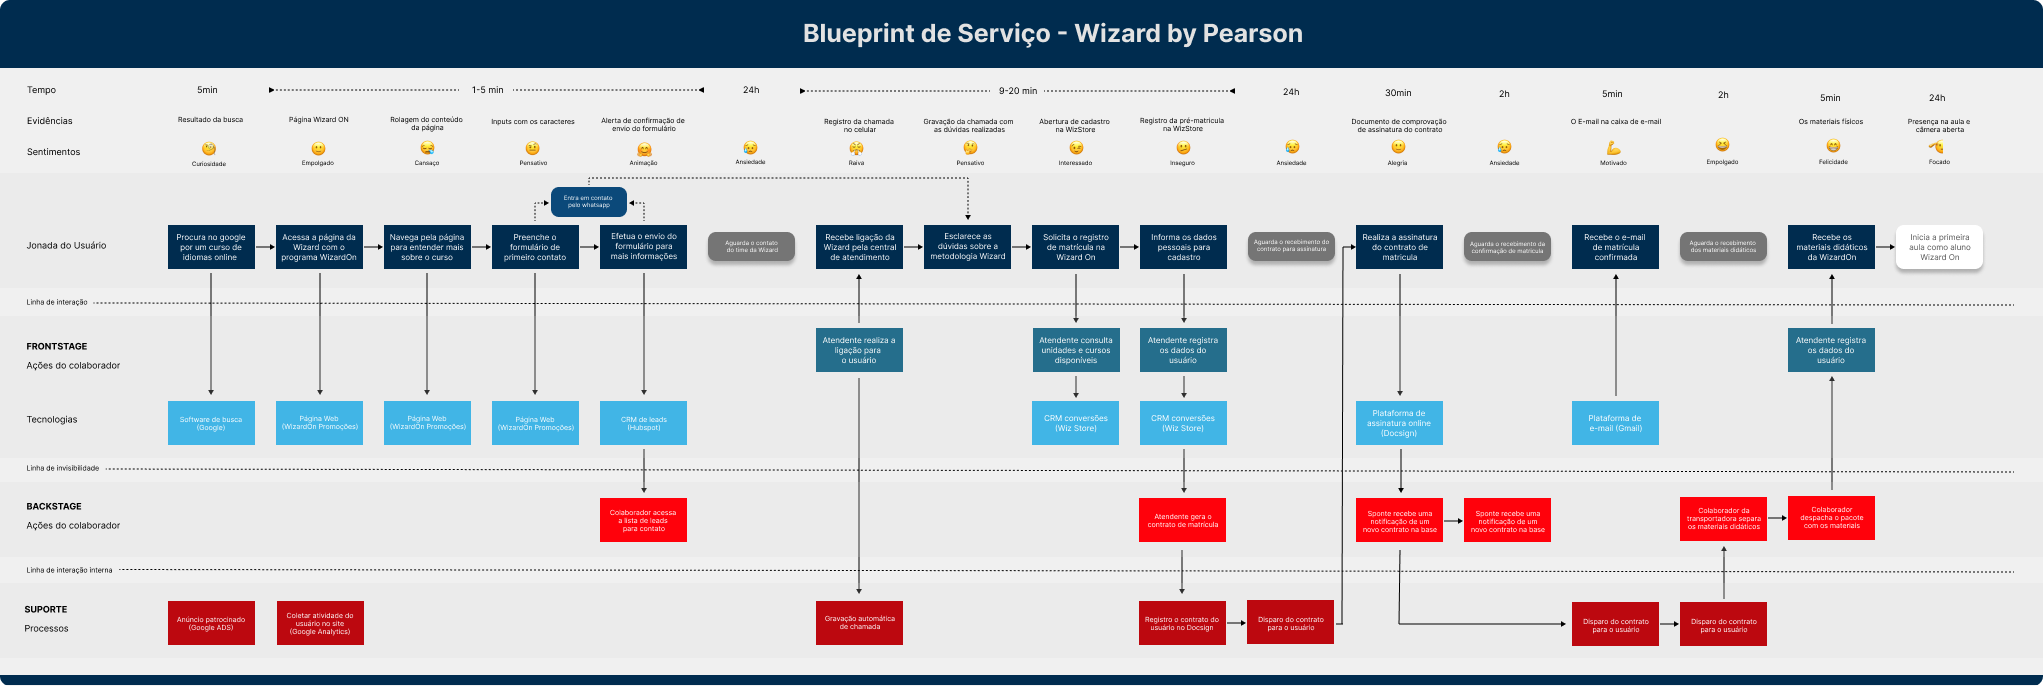 Blueprint de Serviço - Wizard by Pearson
Tempo
5min
1-5 min
24h
9-20 min
24h
30min
2h
5min
2h
5min
24h
Evidências
Resultado da busca
Página Wizard ON
Rolagem do conteúdo
da página
Inputs com os caracteres
Alerta de confirmação de
envio do formulário
Registro da chamada
no celular
Gravação da chamada com
as dúvidas realizadas
Abertura de cadastro
na WizStore
Registro da pré-matrícula
na WizStore
Documento de comprovação
de assinatura do contrato
O E-mail na caixa de e-mail
Os materiais físicos
Presença na aula e
câmera aberta
Sentimentos
Curiosidade
Empolgado
Cansaço
Pensativo
Animação
Ansiedade
Raiva
Pensativo
Interessado
Inseguro
Ansiedade
Alegria
Ansiedade
Motivado
Empolgado
Felicidade
Focado
Entra em contato
pelo whatsapp
Jonada do Usuário
Procura no google
por um curso de
idiomas online
Acessa a página da
Wizard com o
programa WizardOn
Navega pela página
para entender mais
sobre o curso
Preenche o
formulário de
primeiro contato
Efetua o envio do
formulário para
mais informações
Aguarda o contato
do time da Wizard
Recebe ligação da
Wizard pela central
de atendimento
Esclarece as
dúvidas sobre a
metodologia Wizard
Solicita o registro
de matrícula na
Wizard On
Informa os dados
pessoais para
cadastro
Aguarda o recebimento do
contrato para assinatura
Realiza a assinatura
do contrato de
matricula
Aguarda o recebimento da
confirmação de matrícula
Recebe o e-mail
de matrícula
confirmada
Aguarda o recebimento
dos materiais didáticos
Recebe os
materiais didáticos
da WizardOn
Inicia a primeira
aula como aluno
Wizard On
Linha de interação
FRONTSTAGE
Ações do colaborador
Atendente realiza a
ligação para
o usuário
Atendente consulta
unidades e cursos
disponíveis
Atendente registra
os dados do
usuário
Atendente registra
os dados do
usuário
Tecnologias
Software de busca
(Google)
Página Web
(WizardOn Promoções)
Página Web
(WizardOn Promoções)
Página Web
(WizardOn Promoções)
CRM de leads
(Hubspot)
CRM conversões
(Wiz Store)
CRM conversões
(Wiz Store)
Plataforma de
assinatura online
(Docsign)
Plataforma de
e-mail (Gmail)
Linha de invisibilidade
BACKSTAGE
Ações do colaborador
Colaborador acessa
a lista de leads
para contato
Atendente gera o
contrato de matrícula
Sponte recebe uma
notificação de um
novo contrato na base
Sponte recebe uma
notificação de um
novo contrato na base
Colaborador da
transportadora separa
os materiais didáticos
Colaborador
despacha o pacote
com os materiais
Linha de interação interna
SUPORTE
Processos
Anúncio patrocinado
(Google ADS)
Coletar atividade do
usuário no site
(Google Analytics)
Gravação automática
de chamada
Registro o contrato do
usuário no Docsign
Disparo do contrato
para o usuário
Disparo do contrato
para o usuário
Disparo do contrato
para o usuário